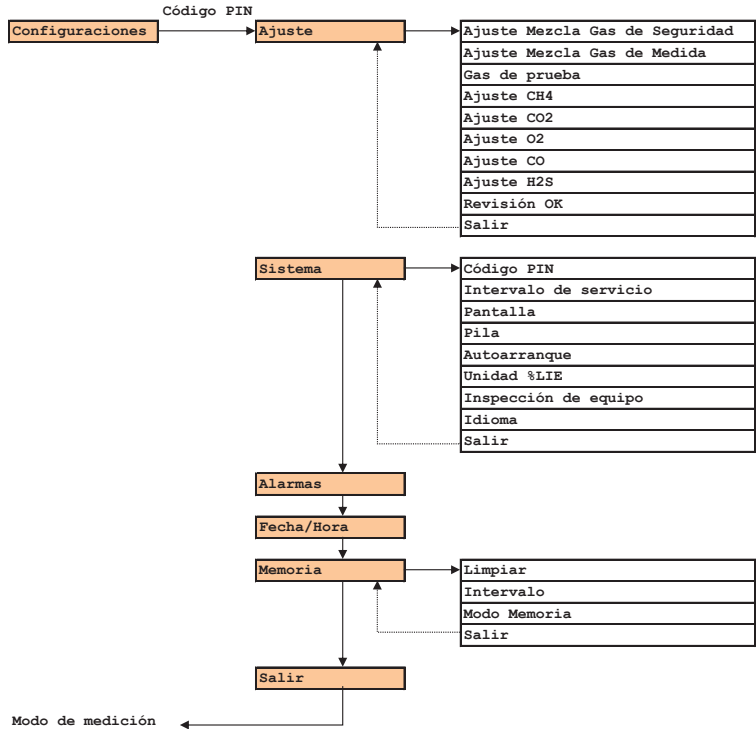 Código PIN
Configuraciones
Ajuste
Ajuste Mezcla Gas de Seguridad
Ajuste Mezcla Gas de Medida
Gas de prueba
Ajuste CH4
Ajuste CO2
Ajuste O2
Ajuste CO
Ajuste H2S
Revisión OK
Salir
Sistema
Código PIN
Intervalo de servicio
Pantalla
Pila
Autoarranque
Unidad %LIE
Inspección de equipo
Idioma
Salir
Alarmas
Fecha/Hora
Memoria
Limpiar
Intervalo
Modo Memoria
Salir
Salir
Modo de medición